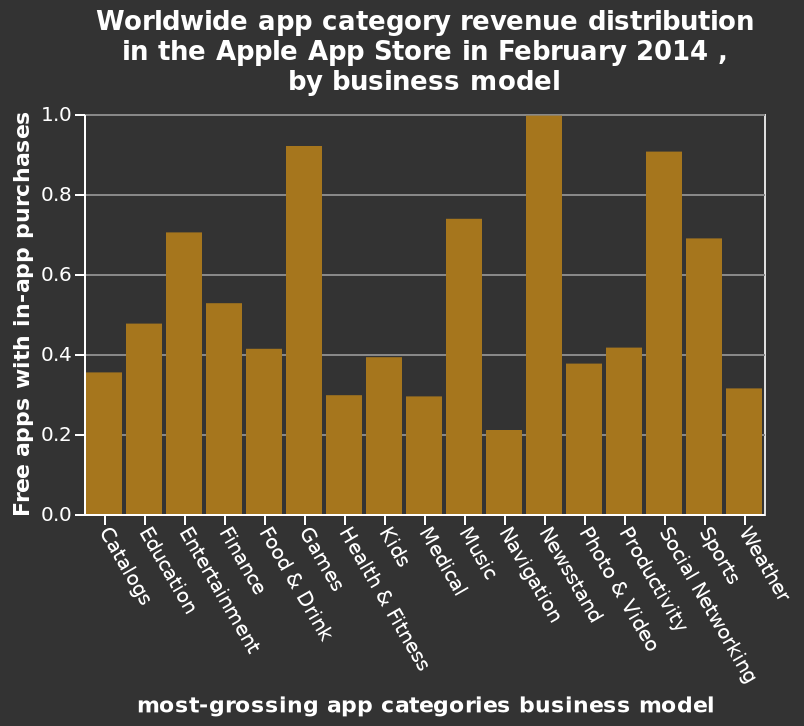 Worldwide app category revenue distribution
in the Apple App Store in February 2014 ,
by business model
Free apps with in-app purchases
1.0
0.8
0.6
0.4
0.2
0.0
Catalogs
Education
Entertainment
Finance
Food & Drink
Games
Health & Fitness
Kids
Medical
Music
Navigation
Newsstand
Photo & Video
Productivity
Social Networking
Sports
Weather
most-grossing app categories business model